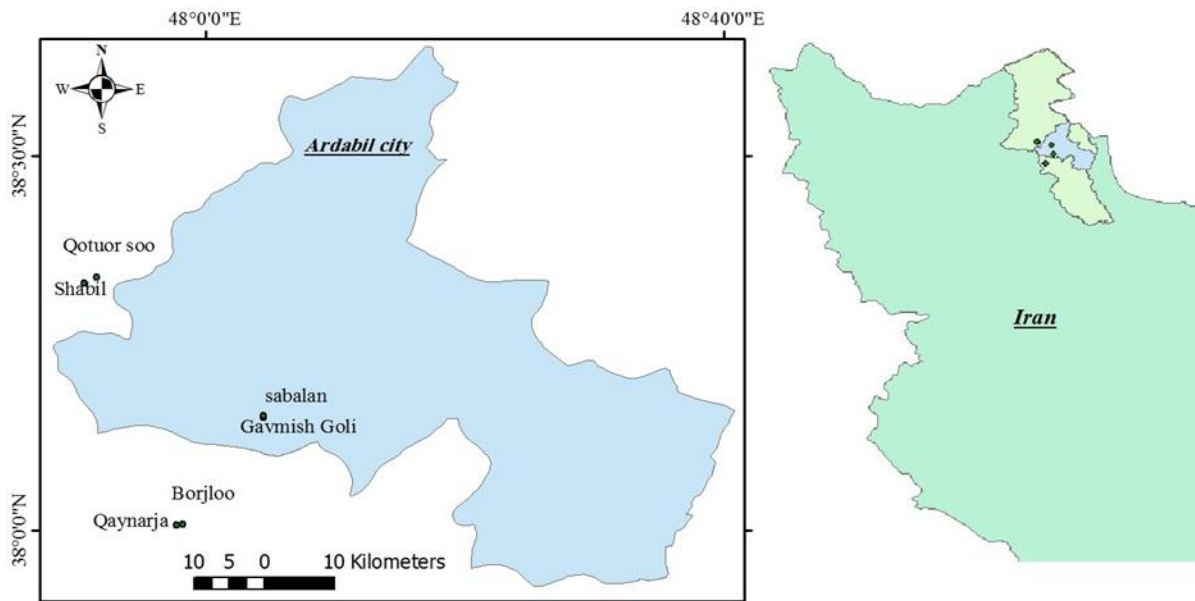 48°0'0"E
48°40'0"E
N
W
E
S
38°30'0"N
38°0'0"N
Ardabil city
Qotuor soo
Shabil
sabalan
Gavmish Goli
Borjloo
Qaynarja
10 5 0 10 Kilometers
Iran